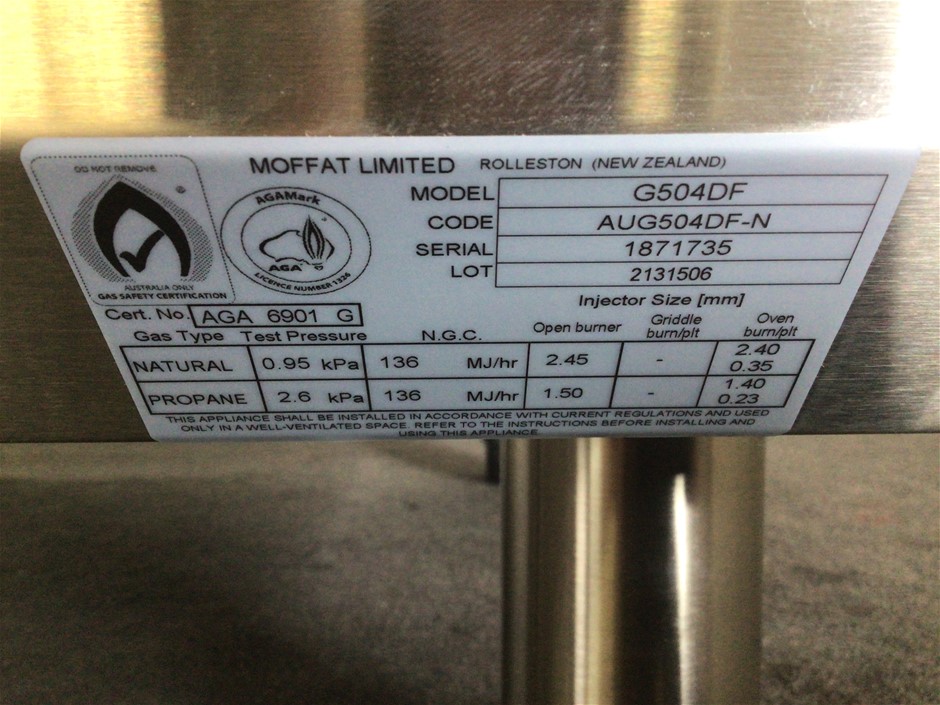 DO NOT REMOVE
®
AUSTRALIA ONLY
GAS SAFETY CERTIFICATION
AGAMark
AGA ®
LICENCE NUMBER 1326
MOFFAT LIMITED ROLLESTON (NEW ZEALAND)
MODEL G504DF
CODE AUG504DF-N
SERIAL 1871735
LOT 2131506
Cert. No. AGA 6901 G
Injector Size [mm]
Gas Type Test Pressure N.G.C. Open burner Griddle burn/plt Oven burn/plt
NATURAL 0.95 kPa 136 MJ/hr 2.45 - 2.40 0.35
PROPANE 2.6 kPa 136 MJ/hr 1.50 - 1.40 0.23
THIS APPLIANCE SHALL BE INSTALLED IN ACCORDANCE WITH CURRENT REGULATIONS AND USED
ONLY IN A WELL-VENTILATED SPACE. REFER TO THE INSTRUCTIONS BEFORE INSTALLING AND
USING THIS APPLIANCE.